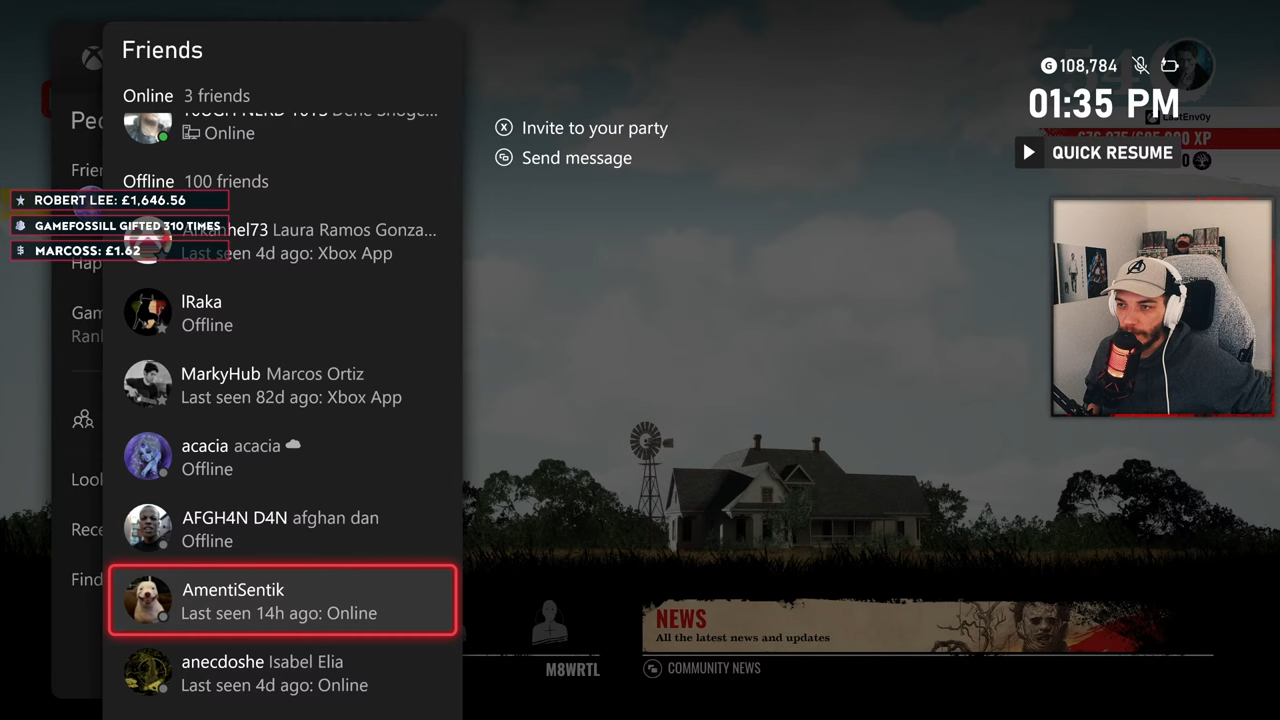 Friends
Online 3 friends
Online
Offline 100 friends
ROBERT LEE: £1,646.56
GAMEFOSSILL GIFTED 310 TIMES
MARCOSS: £1.62
Laura Ramos Gonza...
Last seen 4d ago: Xbox App
lRaka
Offline
MarkyHub Marcos Ortiz
Last seen 82d ago: Xbox App
acacia acacia
Offline
AFGH4N D4N afghan dan
Offline
AmentiSentik
Last seen 14h ago: Online
anecdoshe Isabel Elia
Last seen 4d ago: Online
Invite to your party
Send message
G 108,784
01:35 PM
QUICK RESUME
M8WRTL
NEWS
All the latest news and updates
COMMUNITY NEWS